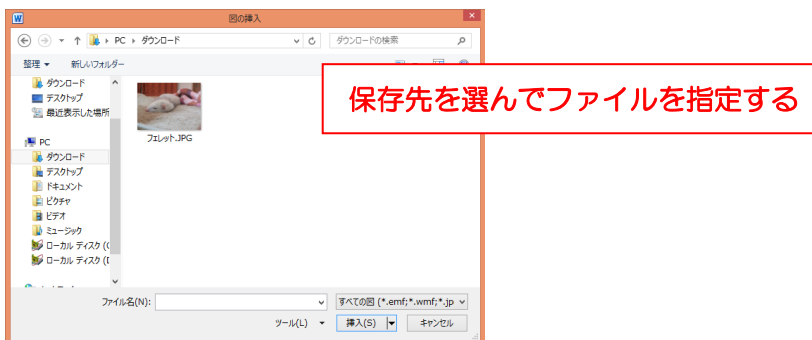 図の挿入
PC ▸ ダウンロード
ダウンロードの検索
整理 新しいフォルダー
保存先を選んでファイルを指定する
ダウンロード
デスクトップ
最近表示した場所
フェレット.JPG
PC
ダウンロード
デスクトップ
ドキュメント
ピクチャ
ビデオ
ミュージック
ローカル ディスク (C
ローカル ディスク (D
ファイル名(N):
すべての図 (*.emf;*.wmf;*.jp
ツール(L) 挿入(S) キャンセル